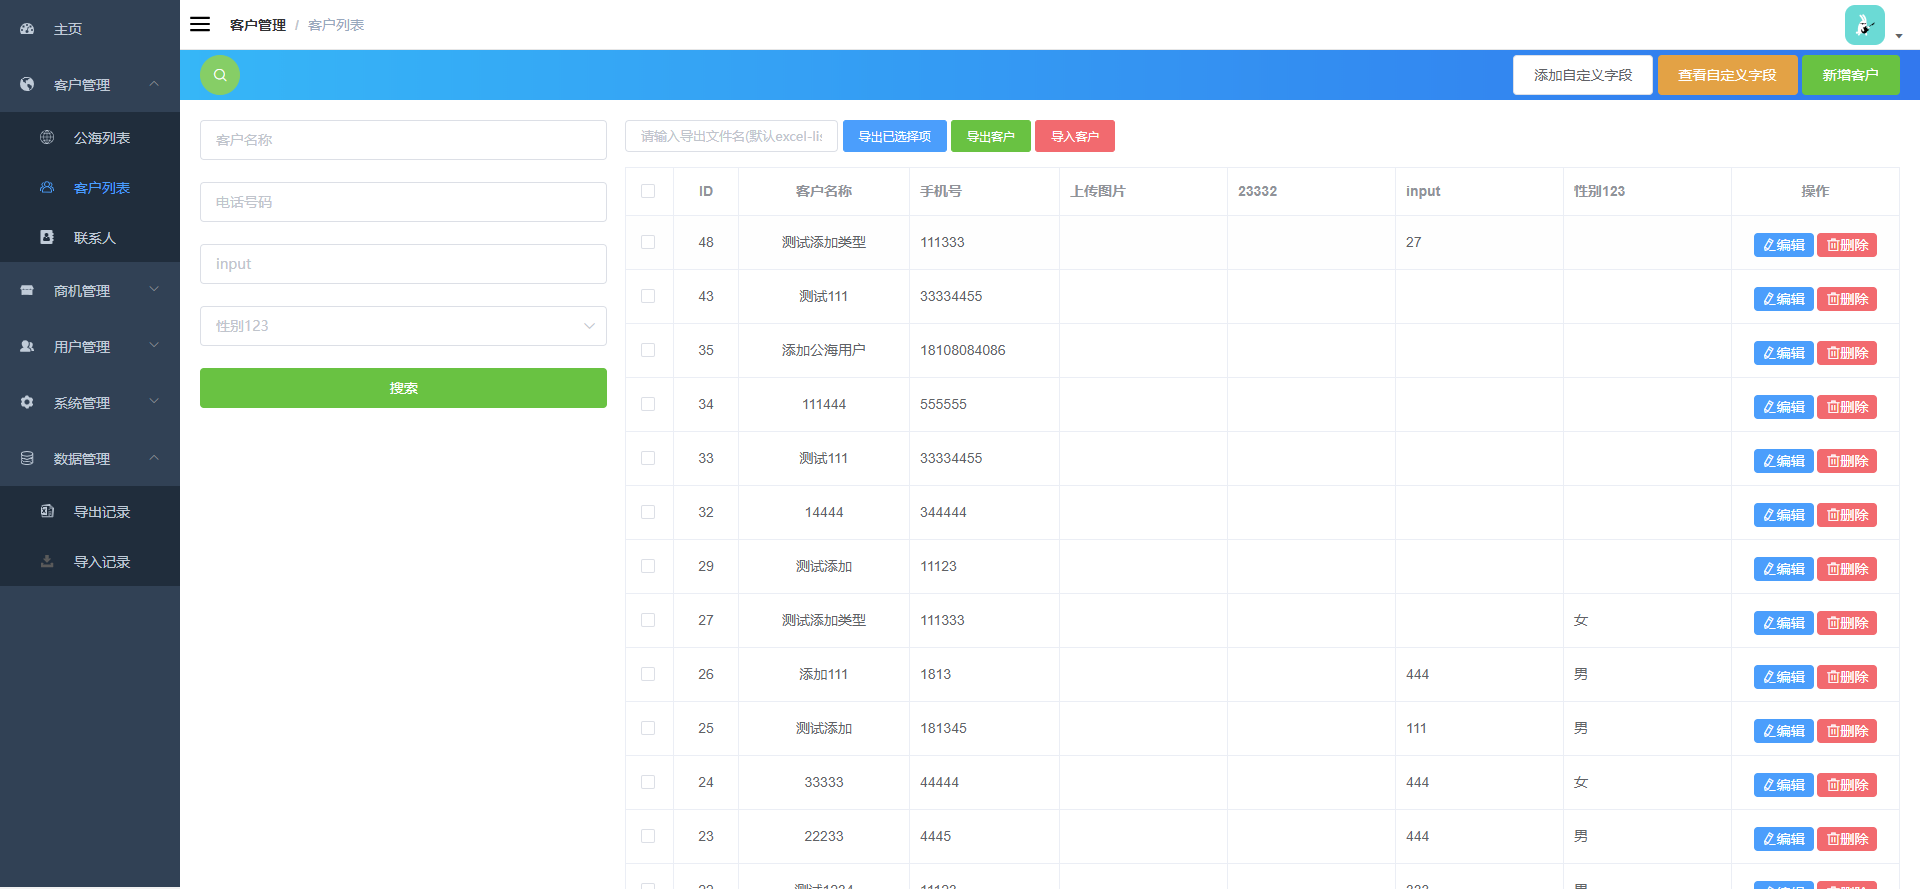 主页
客户管理
公海列表
客户列表
联系人
商机管理
用户管理
系统管理
数据管理
导出记录
导入记录
客户管理 / 客户列表
添加自定义字段 查看自定义字段 新增客户
客户名称
电话号码
input
性别123
搜索
请输入导出文件名(默认excel-lis 导出已选择项 导出客户 导入客户
ID 客户名称 手机号 上传图片 23332 input 性别123 操作
48 测试添加类型 111333 27 编辑 删除
43 测试111 33334455 编辑 删除
35 添加公海用户 18108084086 编辑 删除
34 111444 555555 编辑 删除
33 测试111 33334455 编辑 删除
32 14444 344444 编辑 删除
29 测试添加 11123 编辑 删除
27 测试添加类型 111333 女 编辑 删除
26 添加111 1813 444 男 编辑 删除
25 测试添加 181345 111 男 编辑 删除
24 33333 44444 444 女 编辑 删除
23 22233 4445 444 男 编辑 删除